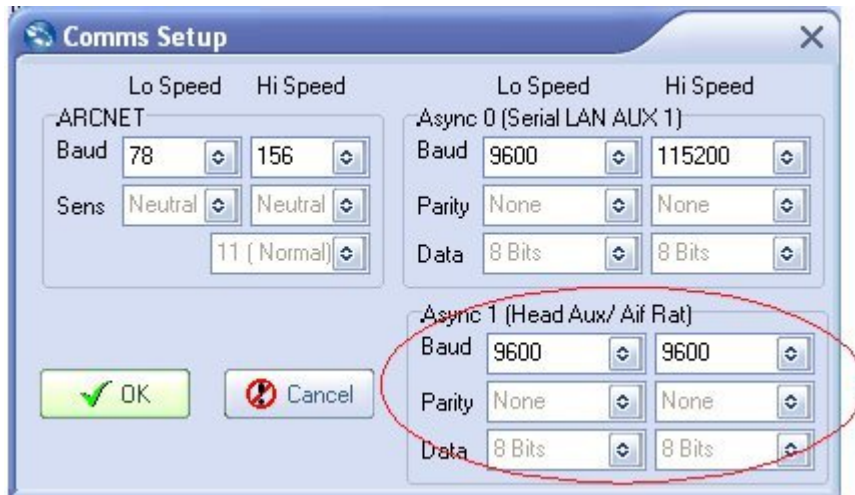 Comms Setup
Lo Speed Hi Speed
ARCNET
Baud 78 156
Sens Neutral Neutral
11 ( Normal)
Lo Speed Hi Speed
Async 0 (Serial LAN AUX 1)
Baud 9600 115200
Parity None None
Data 8 Bits 8 Bits
Async 1 (Head Aux/ Aif Rat)
Baud 9600 9600
Parity None None
Data 8 Bits 8 Bits
OK Cancel